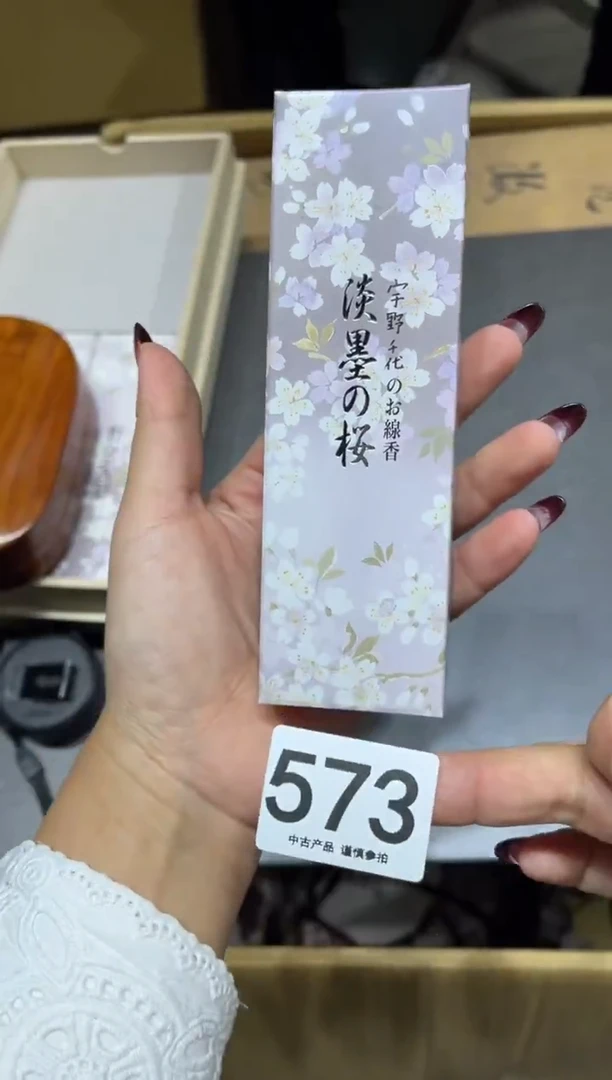 宇野千代のお線香
淡墨の桜
573
中古产品 谨慎参拍